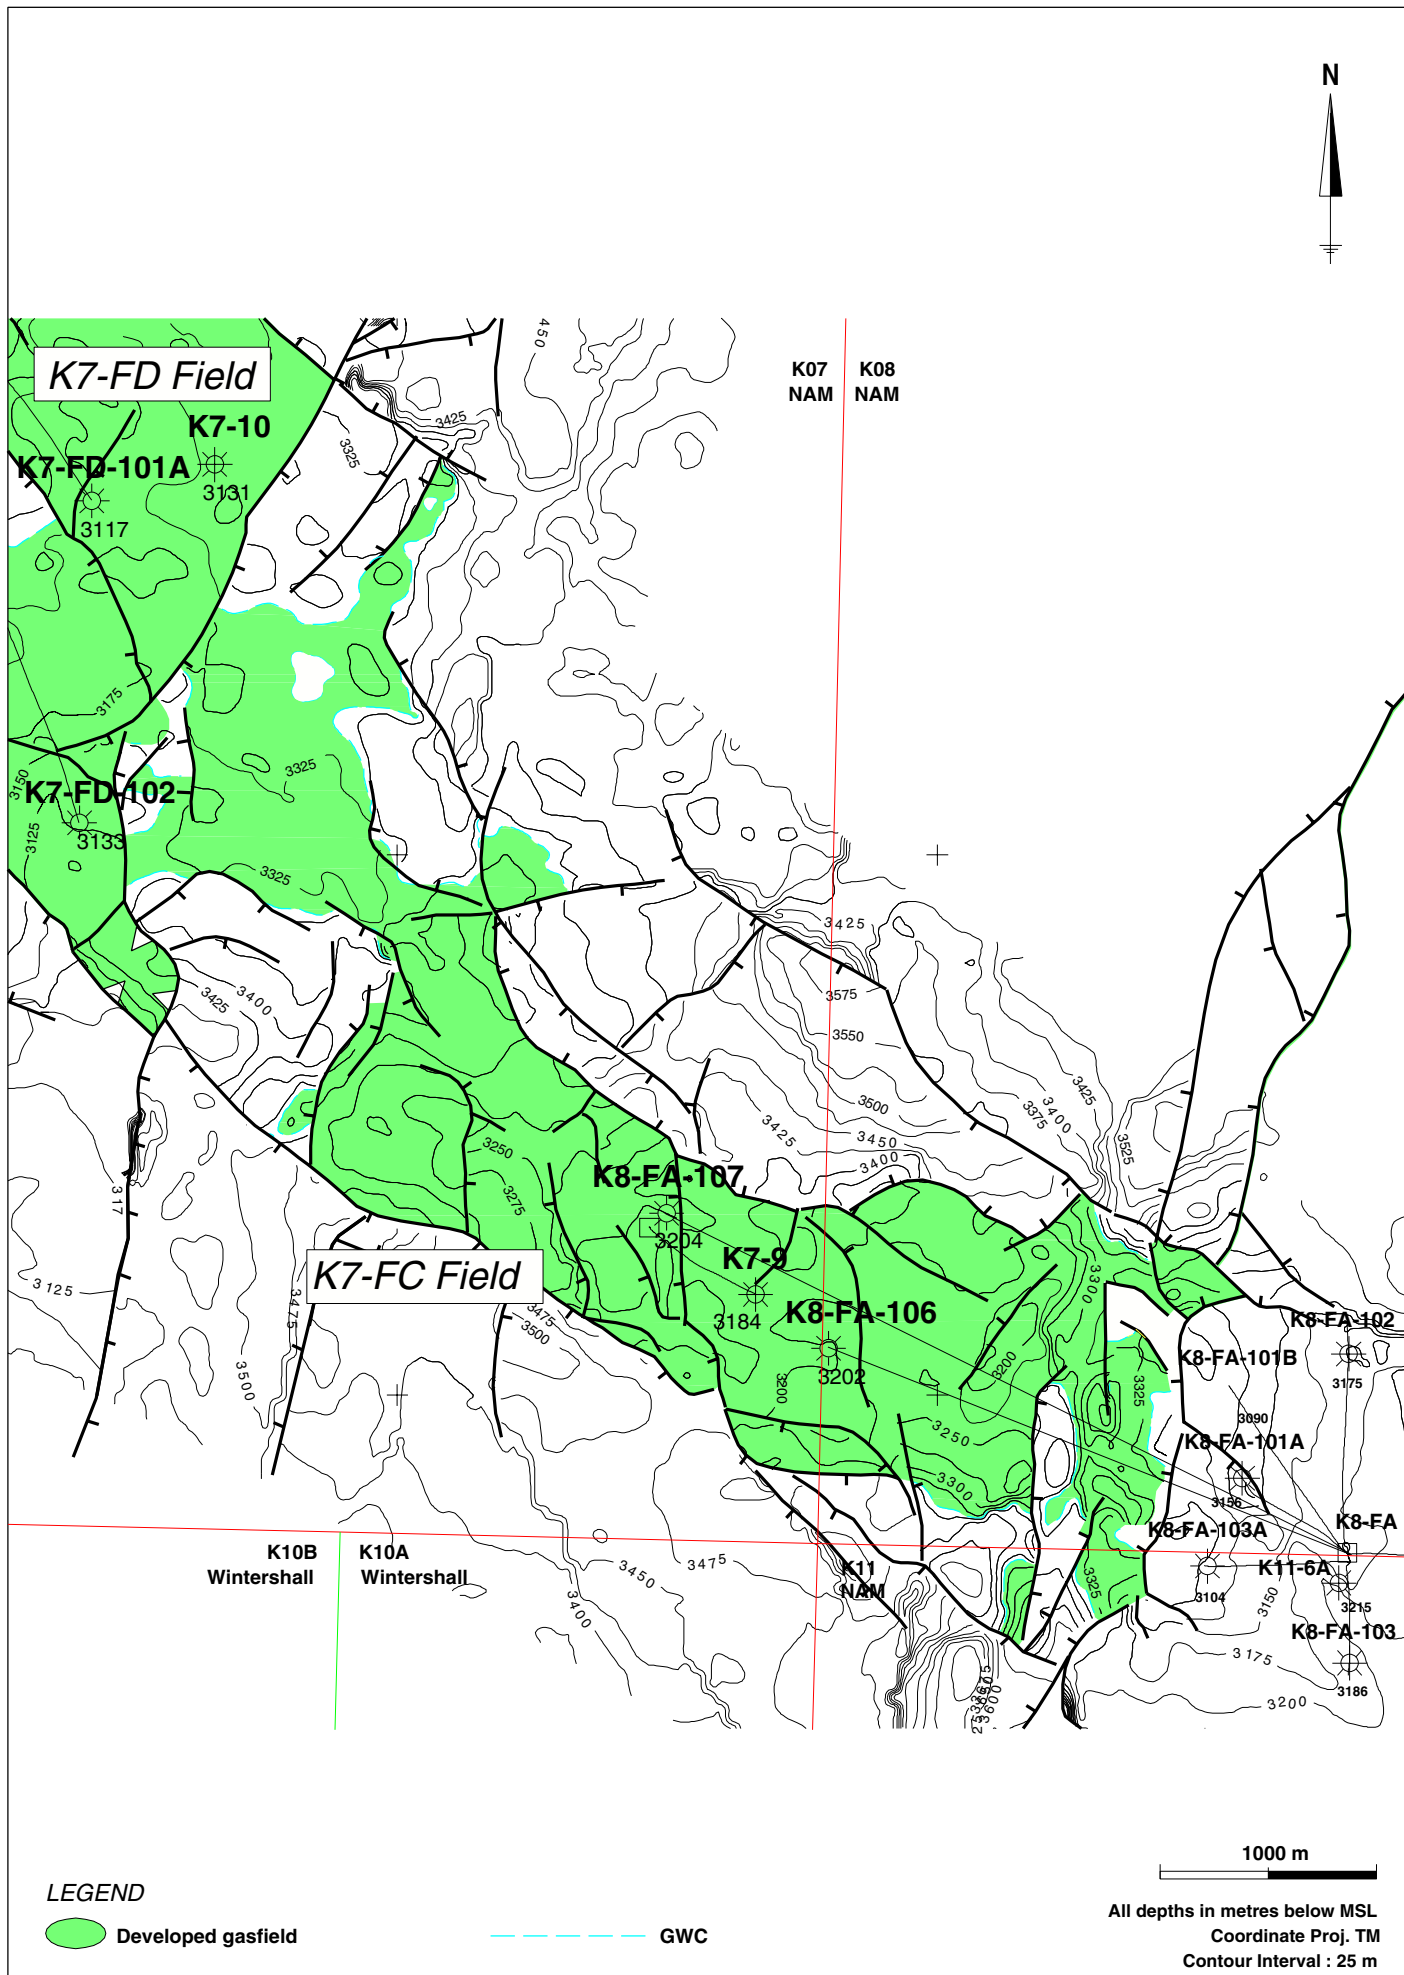 N
450
K07 K08
NAM NAM
K7-FD Field
3425
K7-10
3325
K7-FD-101A
3131
3117
3175
3325
3150
K7-FD-102
3125
3133
3325
3425
3425
3400
3575
3550
3500
3425
3400
3375
3425
3450
3525
3400
3250
K8-FA-107
3275
3117
3204
K7-9
K7-FC Field
3300
3125
3475
3475
3500
3184
K8-FA-106
K8-FA-102
3200
K8-FA-101B
3202
3175
3500
3200
3325
3090
3250
K8-FA-101A
3300
3156
K8-FA-103A
K8-FA
K10B K10A
Wintershall Wintershall
3450
3475
K11
NAM
K11-6A
3400
3325
3104
3150
3215
K8-FA-103
3175
3186
3200
3600
1000 m
LEGEND
Developed gasfield
GWC
All depths in metres below MSL
Coordinate Proj. TM
Contour Interval : 25 m